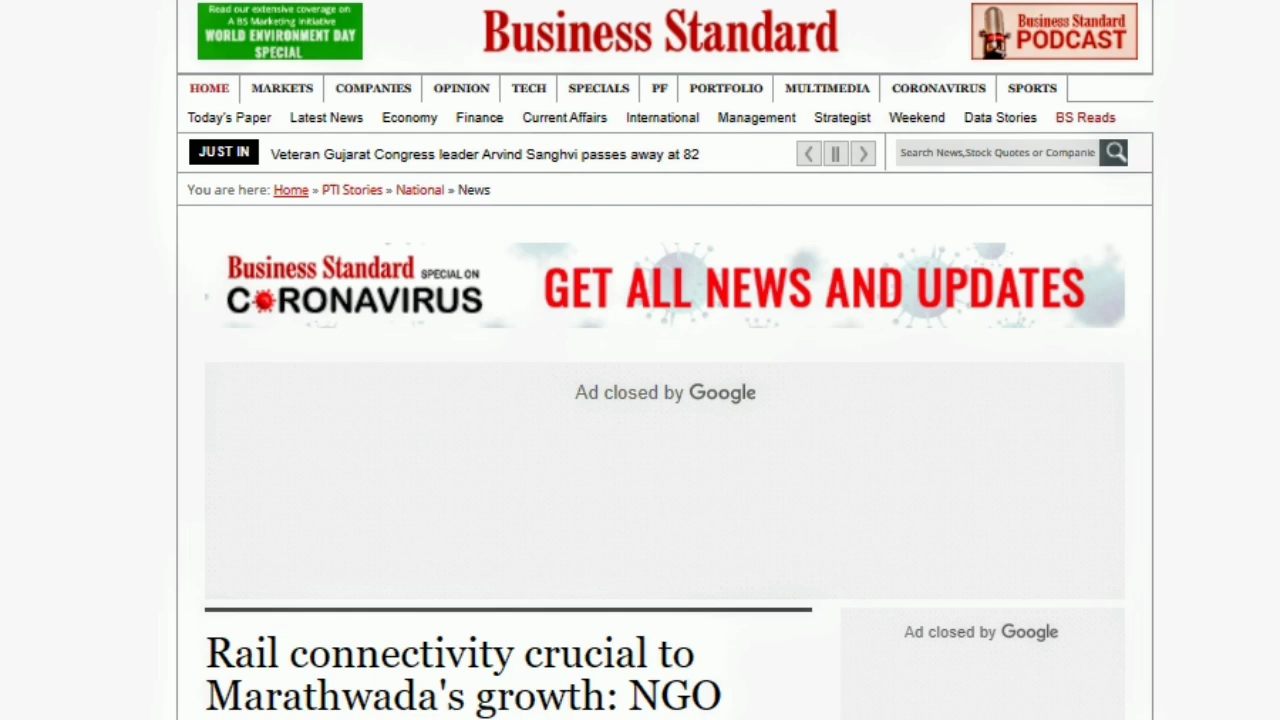 Read our extensive coverage on
A BS Marketing Initiative
WORLD ENVIRONMENT DAY
SPECIAL
Business Standard
Business Standard
PODCAST
HOME MARKETS COMPANIES OPINION TECH SPECIALS PF PORTFOLIO MULTIMEDIA CORONAVIRUS SPORTS
Today's Paper Latest News Economy Finance Current Affairs International Management Strategist Weekend Data Stories BS Reads
JUST IN Veteran Gujarat Congress leader Arvind Sanghvi passes away at 82 Search News,Stock Quotes or Companie
You are here: Home » PTI Stories » National » News
Business Standard SPECIAL ON
CORONAVIRUS
GET ALL NEWS AND UPDATES
Ad closed by Google
Rail connectivity crucial to
Marathwada's growth: NGO
Ad closed by Google